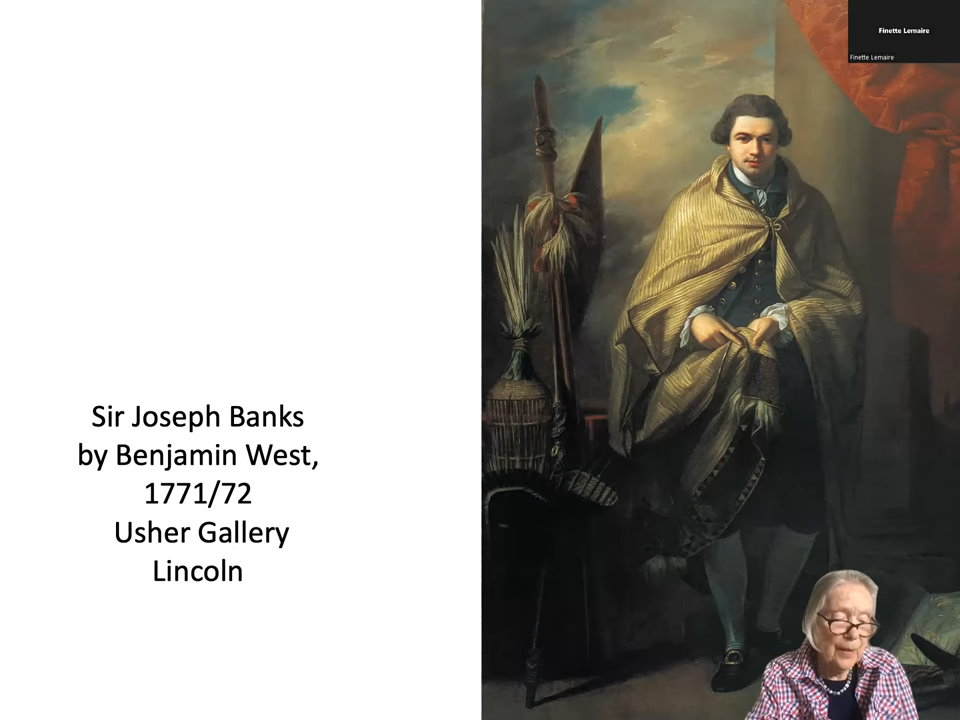 Sir Joseph Banks
by Benjamin West,
1771/72
Usher Gallery
Lincoln
Finette Lemaire
Finette Lemaire